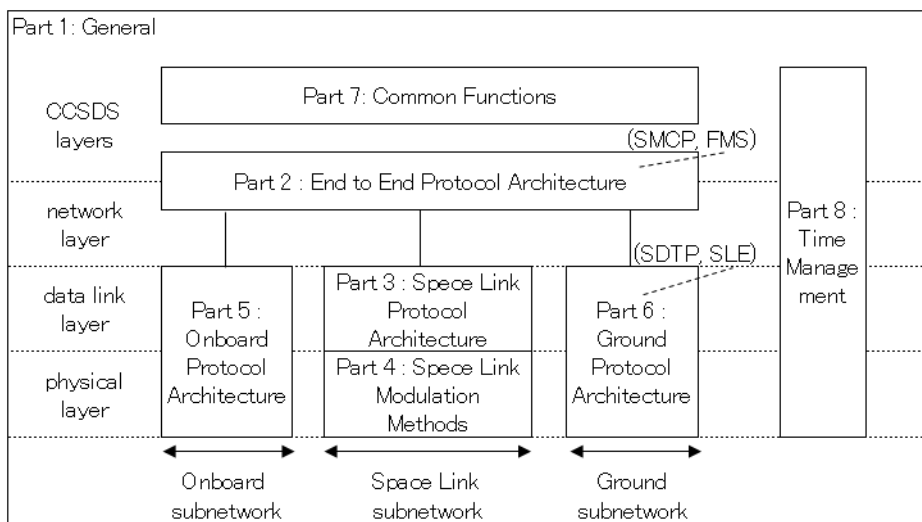 Part 1: General
Part 7: Common Functions
CCSDS
layers
(SMCP, FMS)
Part 2 : End to End Protocol Architecture
network
layer
Part 8 :
Time
Manage
ment
(SDTP, SLE)
data link
layer
Part 5 :
Onboard
Protocol
Architecture
Part 3 : Spece Link
Protocol
Architecture
Part 6 :
Ground
Protocol
Architecture
physical
layer
Part 4 : Spece Link
Modulation
Methods
Onboard
subnetwork
Space Link
subnetwork
Ground
subnetwork